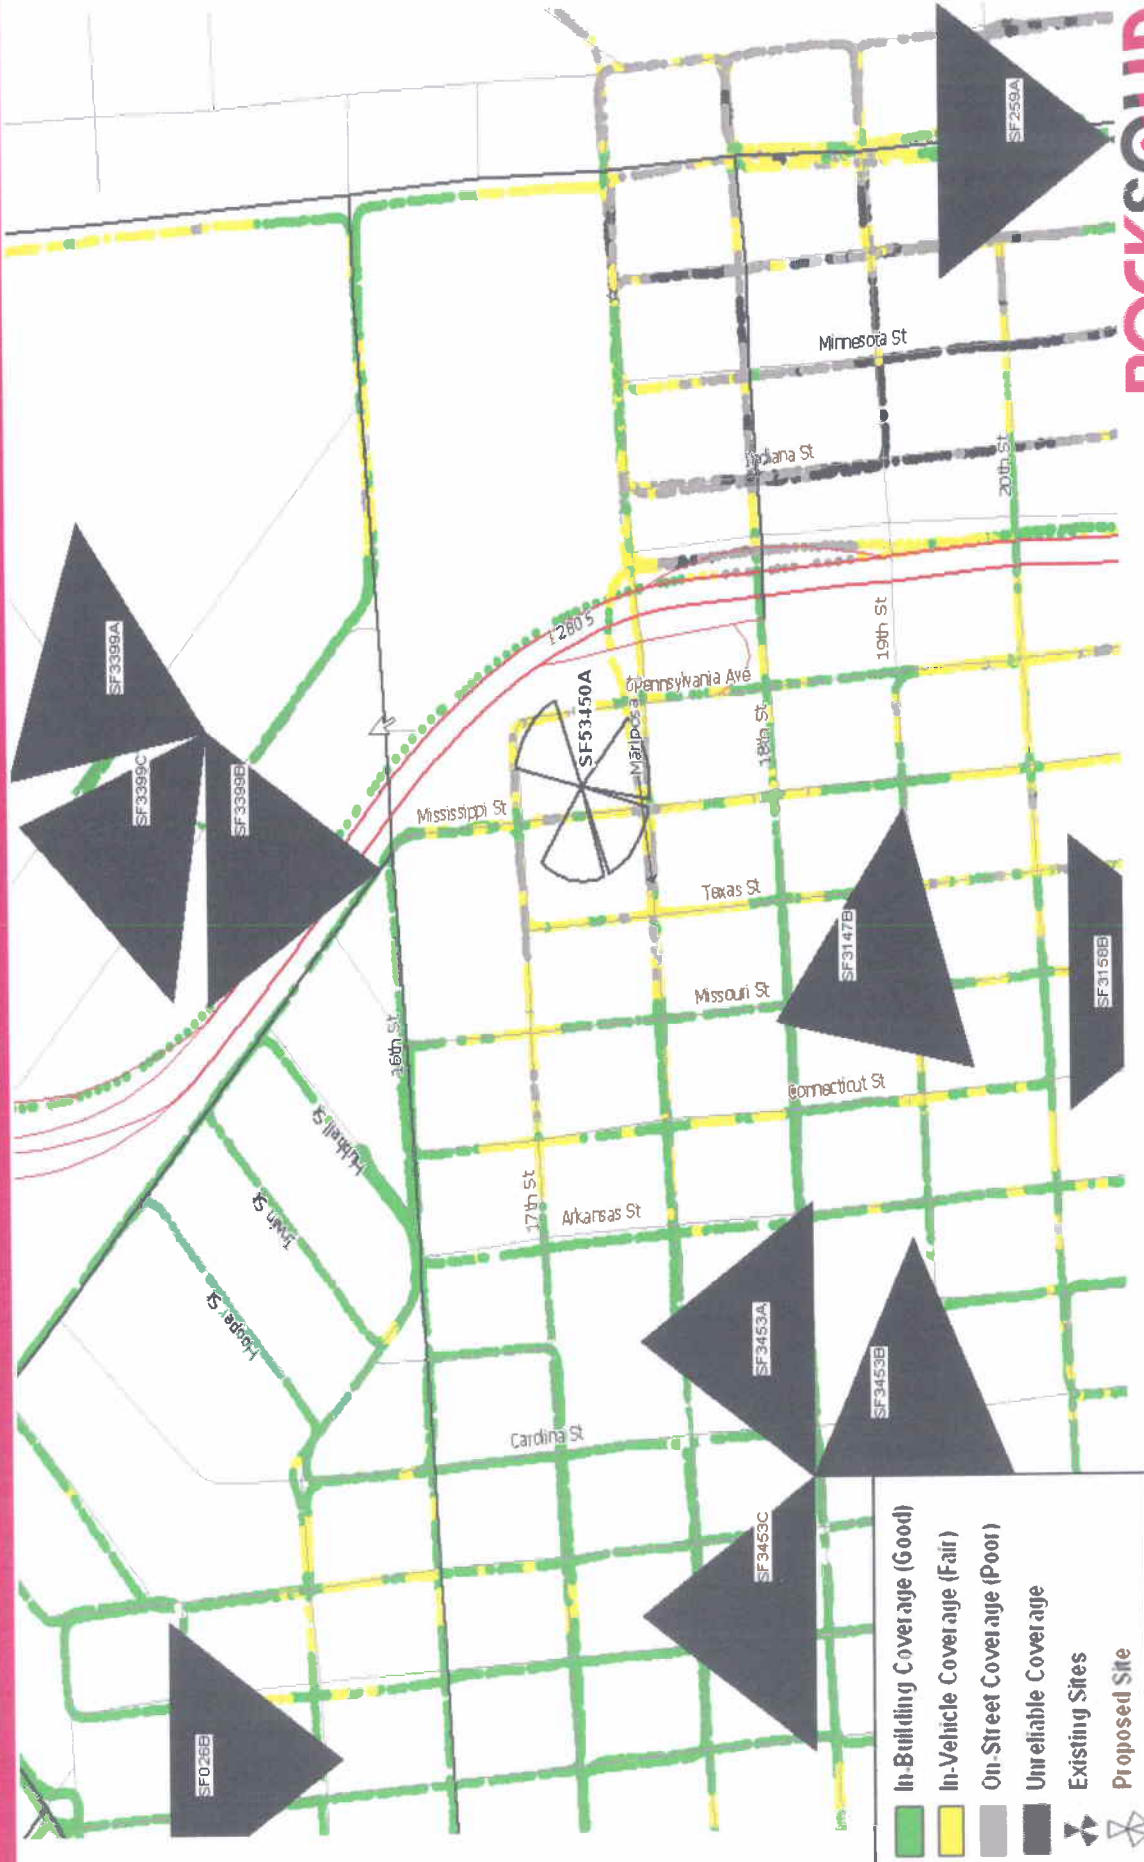 SF259A
Minnesota St
20th St
SF3399A
SF3399C
SF3399B
I 280 S
19th St
Pennsylvania Ave
SF53450A
Mariposa
18th St
Mississippi St
Texas St
SF3147B
SF3158B
Missouri St
16th St
Connecticut St
Hubbell St
Irwin St
Hooper St
17th St
Arkansas St
SF3453A
SF3453B
Carolina St
SF3453C
SF026B
In-Building Coverage (Good)
In-Vehicle Coverage (Fair)
On-Street Coverage (Poor)
Unreliable Coverage
Existing Sites
Proposed Site